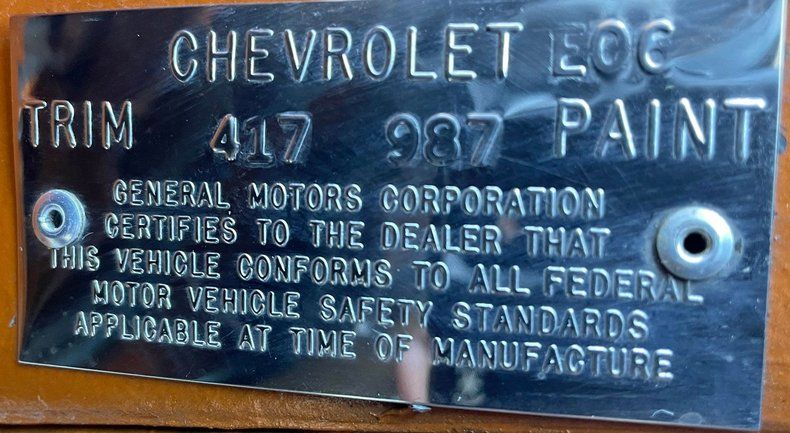 CHEVROLET E06
TRIM 417 987 PAINT
GENERAL MOTORS CORPORATION
CERTIFIES TO THE DEALER THAT
THIS VEHICLE CONFORMS TO ALL FEDERAL
MOTOR VEHICLE SAFETY STANDARDS
APPLICABLE AT TIME OF MANUFACTURE